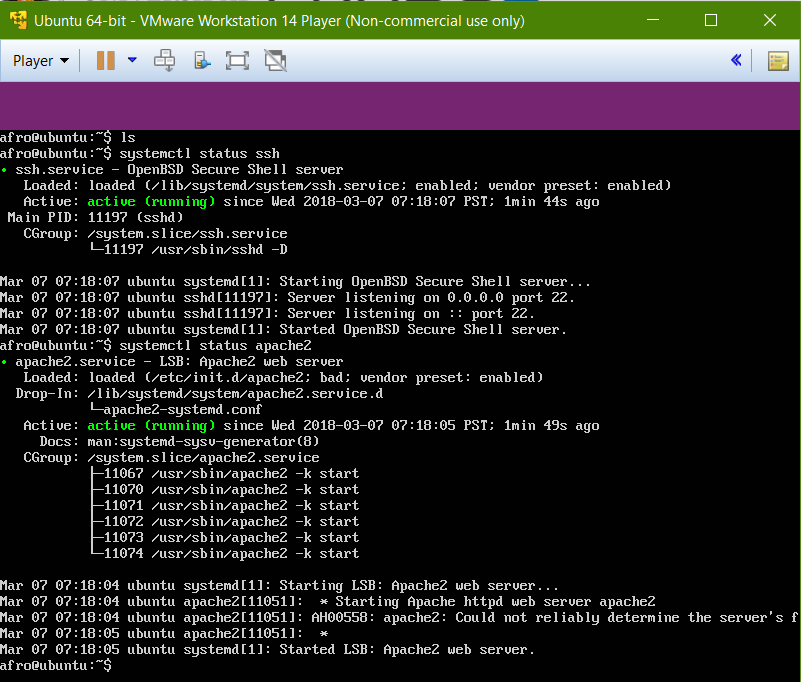 Ubuntu 64-bit - VMware Workstation 14 Player (Non-commercial use only)
Player
afro@ubuntu:~$ ls
afro@ubuntu:~$ systemctl status ssh
● ssh.service - OpenBSD Secure Shell server
   Loaded: loaded (/lib/systemd/system/ssh.service; enabled; vendor preset: enabled)
   Active: active (running) since Wed 2018-03-07 07:18:07 PST; 1min 44s ago
 Main PID: 11197 (sshd)
   CGroup: /system.slice/ssh.service
           └─11197 /usr/sbin/sshd -D
Mar 07 07:18:07 ubuntu systemd[1]: Starting OpenBSD Secure Shell server...
Mar 07 07:18:07 ubuntu sshd[11197]: Server listening on 0.0.0.0 port 22.
Mar 07 07:18:07 ubuntu sshd[11197]: Server listening on :: port 22.
Mar 07 07:18:07 ubuntu systemd[1]: Started OpenBSD Secure Shell server.
afro@ubuntu:~$ systemctl status apache2
● apache2.service - LSB: Apache2 web server
   Loaded: loaded (/etc/init.d/apache2; bad; vendor preset: enabled)
  Drop-In: /lib/systemd/system/apache2.service.d
           └─apache2-systemd.conf
   Active: active (running) since Wed 2018-03-07 07:18:05 PST; 1min 49s ago
     Docs: man:systemd-sysv-generator(8)
   CGroup: /system.slice/apache2.service
           ├─11067 /usr/sbin/apache2 -k start
           ├─11070 /usr/sbin/apache2 -k start
           ├─11071 /usr/sbin/apache2 -k start
           ├─11072 /usr/sbin/apache2 -k start
           ├─11073 /usr/sbin/apache2 -k start
           └─11074 /usr/sbin/apache2 -k start
Mar 07 07:18:04 ubuntu systemd[1]: Starting LSB: Apache2 web server...
Mar 07 07:18:04 ubuntu apache2[11051]:  * Starting Apache httpd web server apache2
Mar 07 07:18:04 ubuntu apache2[11051]: AH00558: apache2: Could not reliably determine the server's f
Mar 07 07:18:05 ubuntu apache2[11051]:  *
Mar 07 07:18:05 ubuntu systemd[1]: Started LSB: Apache2 web server.
afro@ubuntu:~$